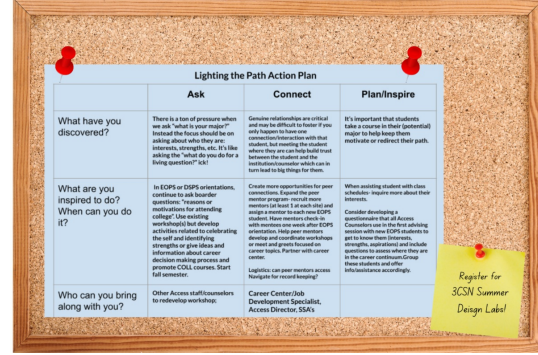 Lighting the Path Action Plan
Ask
Connect
Plan/Inspire
What have you
discovered?
There is a ton of pressure when
we ask "what is your major?"
Instead the focus should be on
asking about who they are:
interests, strengths, etc. It's like
asking the "what do you do for a
living question?" ick!
Genuine relationships are critical
and may be difficult to foster if you
only happen to have one
connection/interaction with that
student, but meeting the student
where they are can help build trust
between the student and the
institution/counselor which can in
turn lead to big things for them.
It's important that students
take a course in their (potential)
major to help keep them
motivate or redirect their path.
What are you
inspired to do?
When can you do
it?
In EOPS or DSPS orientations,
continue to ask boarder
questions: "reasons or
motivations for attending
college". Use existing
workshop(s) but develop
activities related to celebrating
the self and identifying
strengths or give ideas and
information about career
decision making process and
promote COLL courses. Start
fall semester.
Create more opportunities for peer
connections. Expand the peer
mentor program- recruit more
mentors (at least 1 at each site) and
assign a mentor to each new EOPS
student. Have mentors check-in
with mentees one week after EOPS
orientation. Help peer mentors
develop and coordinate workshops
or meet and greets focused on
career topics. Partner with career
center.
Logistics: can peer mentors access
Navigate for record keeping?
When assisting student with class
schedules- inquire more about their
interests.
Consider developing a
questionnaire that all Access
Counselors use in the first advising
session with new EOPS students to
get to know them (interests,
strengths, aspirations) and include
questions to assess where they are
in the career continuum.Group
these students and offer
info/assistance accordingly.
Who can you bring
along with you?
Other Access staff/counselors
to redevelop workshop;
Career Center/Job
Development Specialist,
Access Director, SSA's
Register for
3CSN Summer
Deisgn Labs!